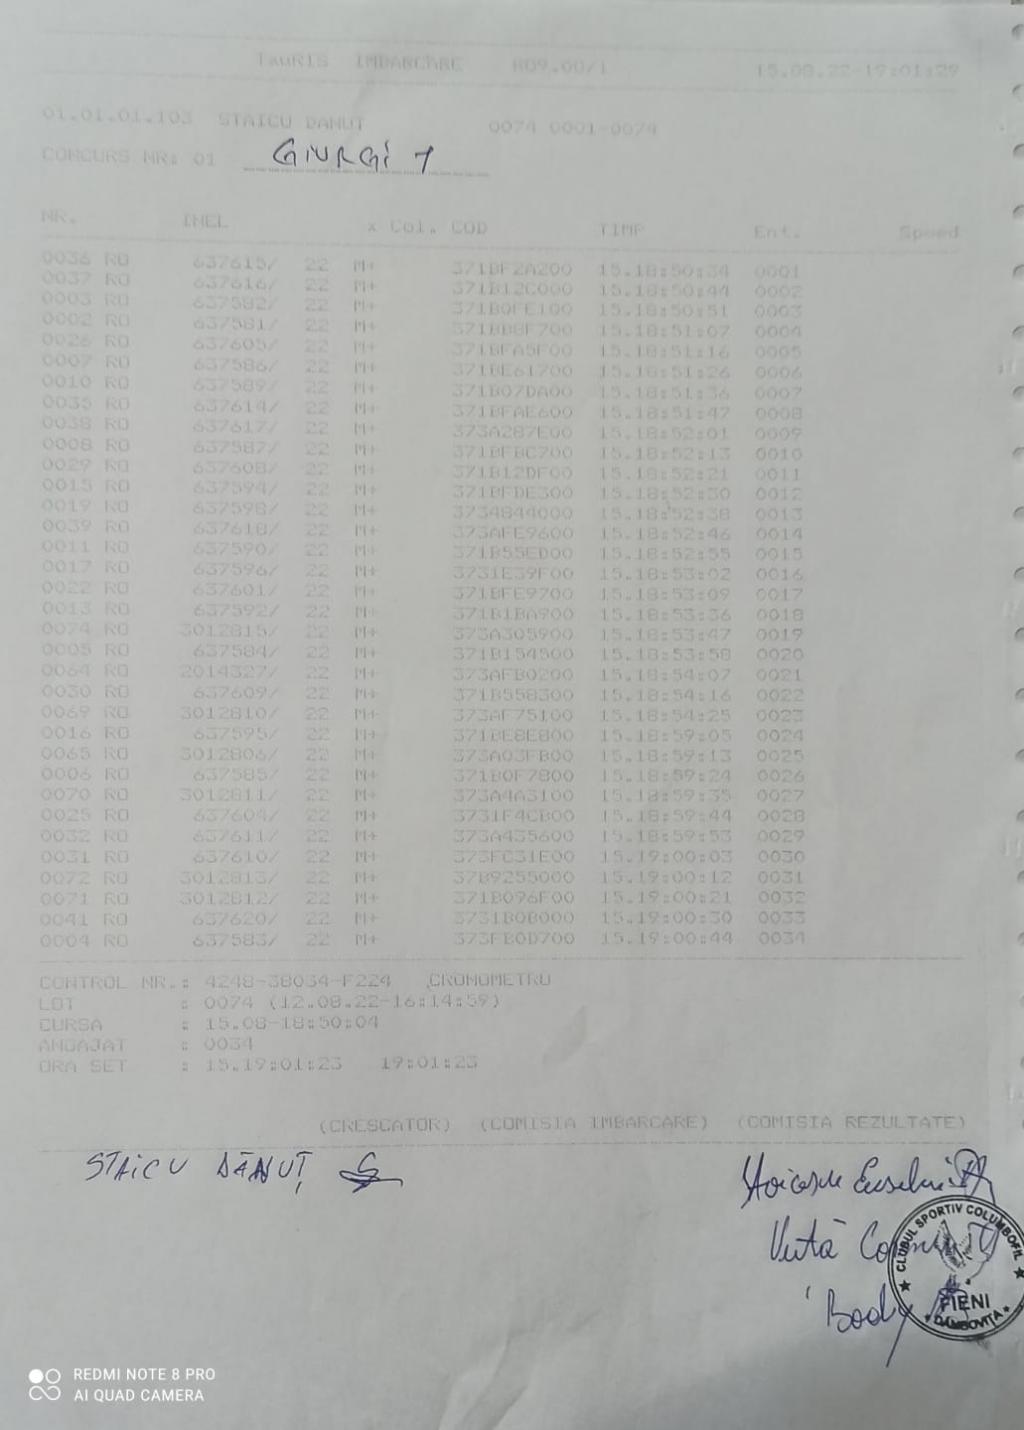 TauRIS IMBARCARE RO9.00/1 15.08.22-19:01:29
01.01.01.103 STAICU DANUT 0074 0001-0074
CONCURS NR: 01 GIURGI 1
NR. INEL x Col. COD TIMP Ent. Speed
0036 RO 637615/ 22 M+ 371BF2A200 15.18:50:34 0001
0037 RO 637616/ 22 M+ 371B12C000 15.18:50:44 0002
0003 RO 637582/ 22 M+ 371B0FE100 15.18:50:51 0003
0002 RO 637581/ 22 M+ 371BB8F700 15.18:51:07 0004
0026 RO 637605/ 22 M+ 371BFA5F00 15.18:51:16 0005
0007 RO 637586/ 22 M+ 371BE61700 15.18:51:26 0006
0010 RO 637589/ 22 M+ 371B07DA00 15.18:51:36 0007
0035 RO 637614/ 22 M+ 371BFAE600 15.18:51:47 0008
0038 RO 637617/ 22 M+ 373A287E00 15.18:52:01 0009
0008 RO 637587/ 22 M+ 371BFBC700 15.18:52:13 0010
0029 RO 637608/ 22 M+ 371B12DF00 15.18:52:21 0011
0015 RO 637594/ 22 M+ 371BFDE300 15.18:52:30 0012
0019 RO 637598/ 22 M+ 3734844000 15.18:52:38 0013
0039 RO 637618/ 22 M+ 373AFE9600 15.18:52:46 0014
0011 RO 637590/ 22 M+ 371B55ED00 15.18:52:55 0015
0017 RO 637596/ 22 M+ 3731E39F00 15.18:53:02 0016
0022 RO 637601/ 22 M+ 371BFE9700 15.18:53:09 0017
0013 RO 637592/ 22 M+ 371B1BA900 15.18:53:36 0018
0074 RO 3012815/ 22 M+ 373A305900 15.18:53:47 0019
0005 RO 637584/ 22 M+ 371B154500 15.18:53:58 0020
0064 RO 2014327/ 22 M+ 373AFB0200 15.18:54:07 0021
0030 RO 637609/ 22 M+ 371B558300 15.18:54:16 0022
0069 RO 3012810/ 22 M+ 373AF75100 15.18:54:25 0023
0016 RO 637595/ 22 M+ 371BE8E800 15.18:59:05 0024
0065 RO 3012806/ 22 M+ 373A03FB00 15.18:59:13 0025
0006 RO 637585/ 22 M+ 371B0F7800 15.18:59:24 0026
0070 RO 3012811/ 22 M+ 373A4A3100 15.18:59:35 0027
0025 RO 637604/ 22 M+ 3731F4CB00 15.18:59:44 0028
0032 RO 637611/ 22 M+ 373A435600 15.18:59:53 0029
0031 RO 637610/ 22 M+ 373FC31E00 15.19:00:03 0030
0072 RO 3012813/ 22 M+ 37B9255000 15.19:00:12 0031
0071 RO 3012812/ 22 M+ 371B096F00 15.19:00:21 0032
0041 RO 637620/ 22 M+ 3731B0B000 15.19:00:30 0033
0004 RO 637583/ 22 M+ 373FB0D700 15.19:00:44 0034
CONTROL NR.: 4248-38034-F224 CRONOMETRU
LOT : 0074 (12.08.22-16:14:59)
CURSA : 15.08-18:50:04
ANGAJAT : 0034
ORA SET : 15.19:01:23 19:01:23
(CRESCATOR) (COMISIA IMBARCARE) (COMISIA REZULTATE)
STAICU DĂNUȚ
CLUBUL SPORTIV COLUMBOFIL
FIENI
DAMBOVIȚA
REDMI NOTE 8 PRO
AI QUAD CAMERA